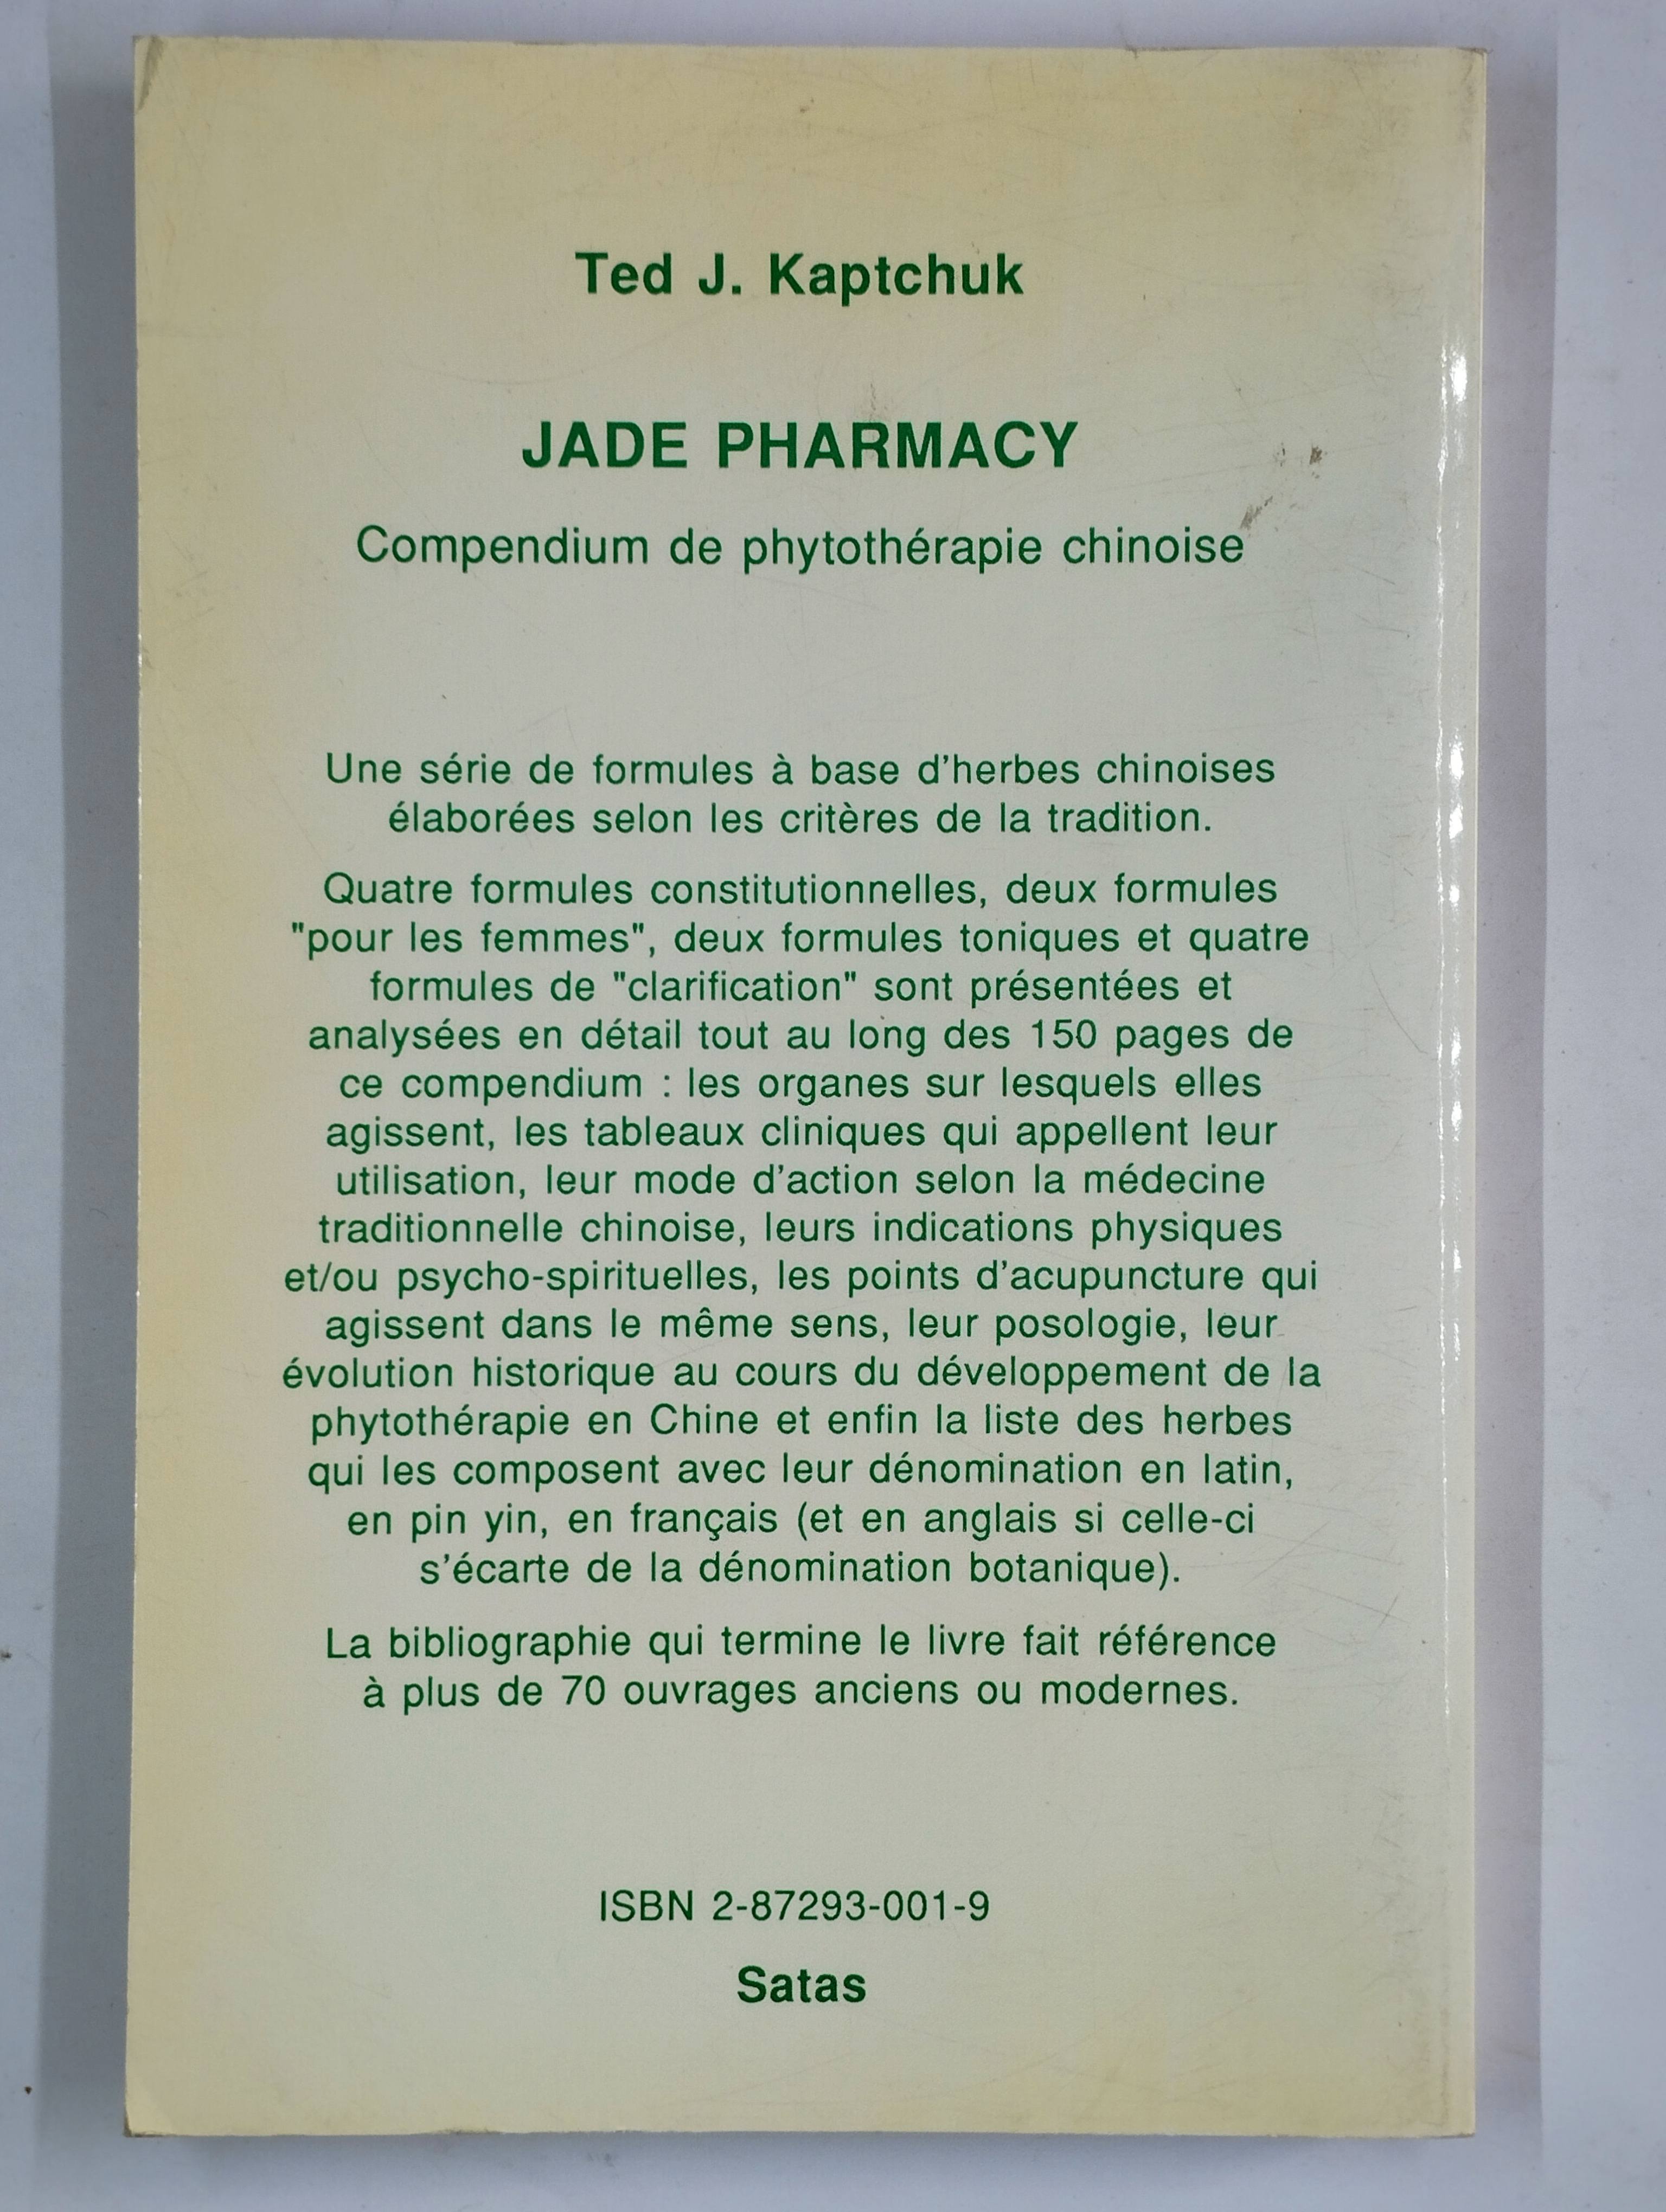 Ted J. Kaptchuk
JADE PHARMACY
Compendium de phytothérapie chinoise
Une série de formules à base d'herbes chinoises
élaborées selon les critères de la tradition.
Quatre formules constitutionnelles, deux formules
"pour les femmes", deux formules toniques et quatre
formules de "clarification" sont présentées et
analysées en détail tout au long des 150 pages de
ce compendium : les organes sur lesquels elles
agissent, les tableaux cliniques qui appellent leur
utilisation, leur mode d'action selon la médecine
traditionnelle chinoise, leurs indications physiques
et/ou psycho-spirituelles, les points d'acupuncture qui
agissent dans le même sens, leur posologie, leur
évolution historique au cours du développement de la
phytothérapie en Chine et enfin la liste des herbes
qui les composent avec leur dénomination en latin,
en pin yin, en français (et en anglais si celle-ci
s'écarte de la dénomination botanique).
La bibliographie qui termine le livre fait référence
à plus de 70 ouvrages anciens ou modernes.
ISBN 2-87293-001-9
Satas